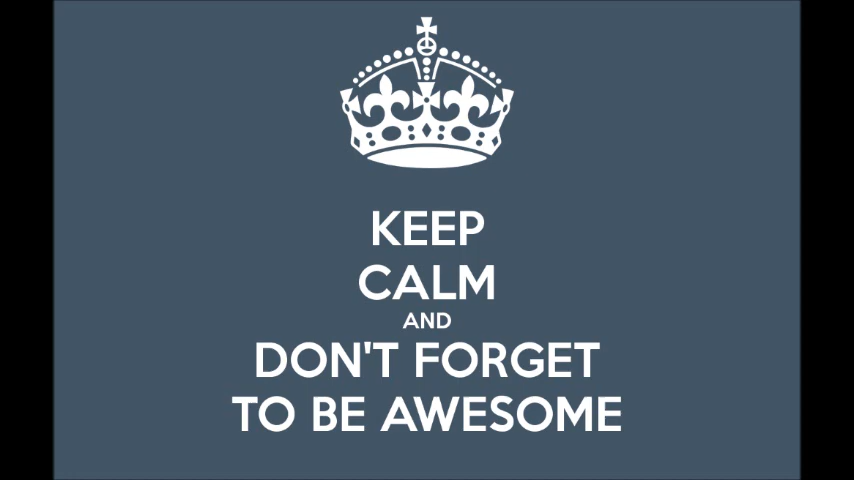 KEEP
CALM
AND
DON'T FORGET
TO BE AWESOME